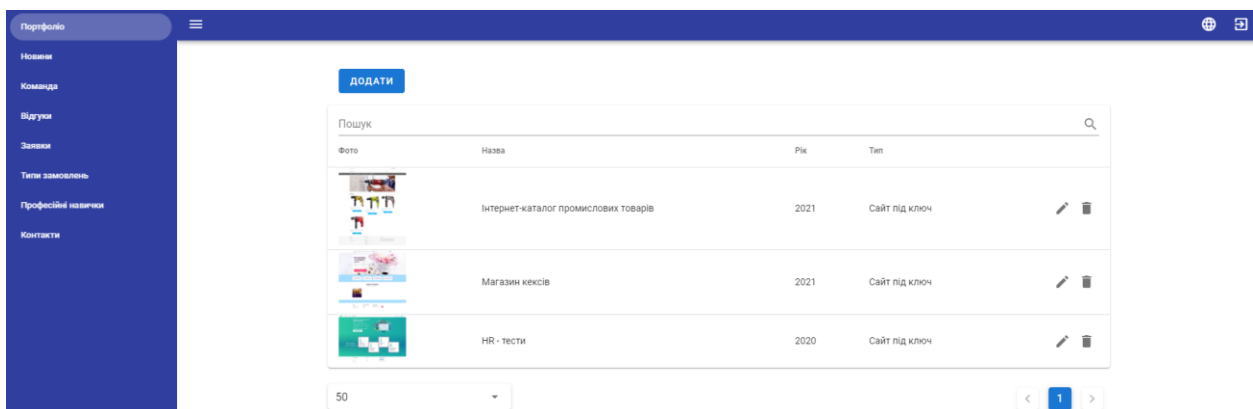 Портфоліо
Новини
Команда
Відгуки
Заявки
Типи замовлень
Професійні навички
Контакти
ДОДАТИ
Пошук
Фото Назва Рік Тип
Інтернет-каталог промислових товарів 2021 Сайт під ключ
Магазин кексів 2021 Сайт під ключ
HR - тести 2020 Сайт під ключ
50 1